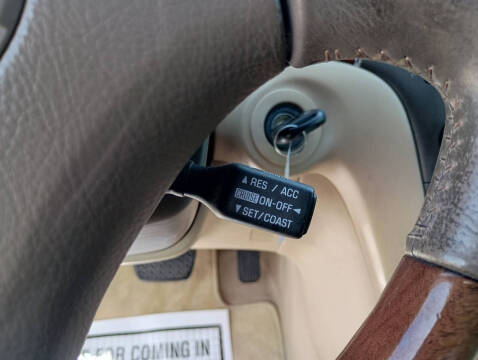 ▲ RES / ACC
CRUISE ON-OFF ◄
▼ SET/COAST
FOR COMING IN